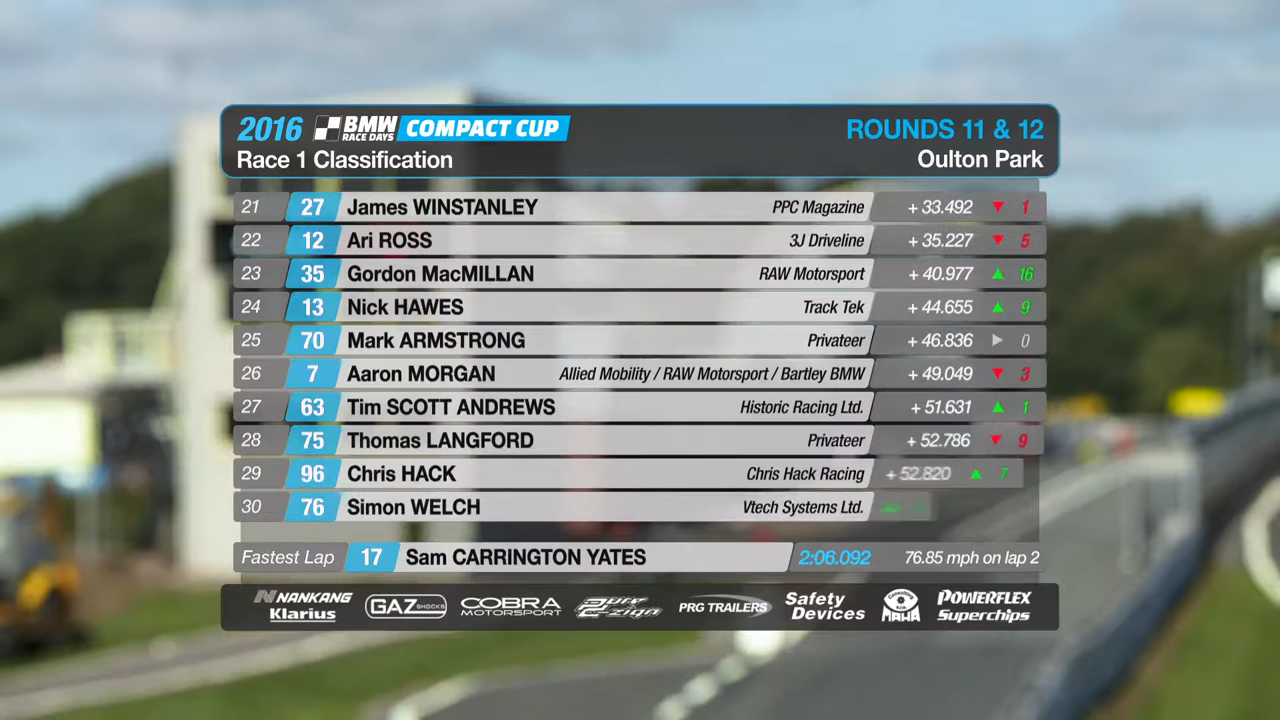 2016 BMW RACE DAYS COMPACT CUP ROUNDS 11 & 12
Race 1 Classification Oulton Park
21 27 James WINSTANLEY PPC Magazine + 33.492 ▼ 1
22 12 Ari ROSS 3J Driveline + 35.227 ▼ 5
23 35 Gordon MacMILLAN RAW Motorsport + 40.977 ▲ 16
24 13 Nick HAWES Track Tek + 44.655 ▲ 9
25 70 Mark ARMSTRONG Privateer + 46.836 ► 0
26 7 Aaron MORGAN Allied Mobility / RAW Motorsport / Bartley BMW + 49.049 ▼ 3
27 63 Tim SCOTT ANDREWS Historic Racing Ltd. + 51.631 ▲ 1
28 75 Thomas LANGFORD Privateer + 52.786 ▼ 9
29 96 Chris HACK Chris Hack Racing + 52.820 ▲ 7
30 76 Simon WELCH Vtech Systems Ltd.
Fastest Lap 17 Sam CARRINGTON YATES 2:06.092 76.85 mph on lap 2
NANKANG Klarius GAZ SHOCKS COBRA MOTORSPORT Pure E-zign PRG TRAILERS Safety Devices MAHA POWERFLEX Superchips